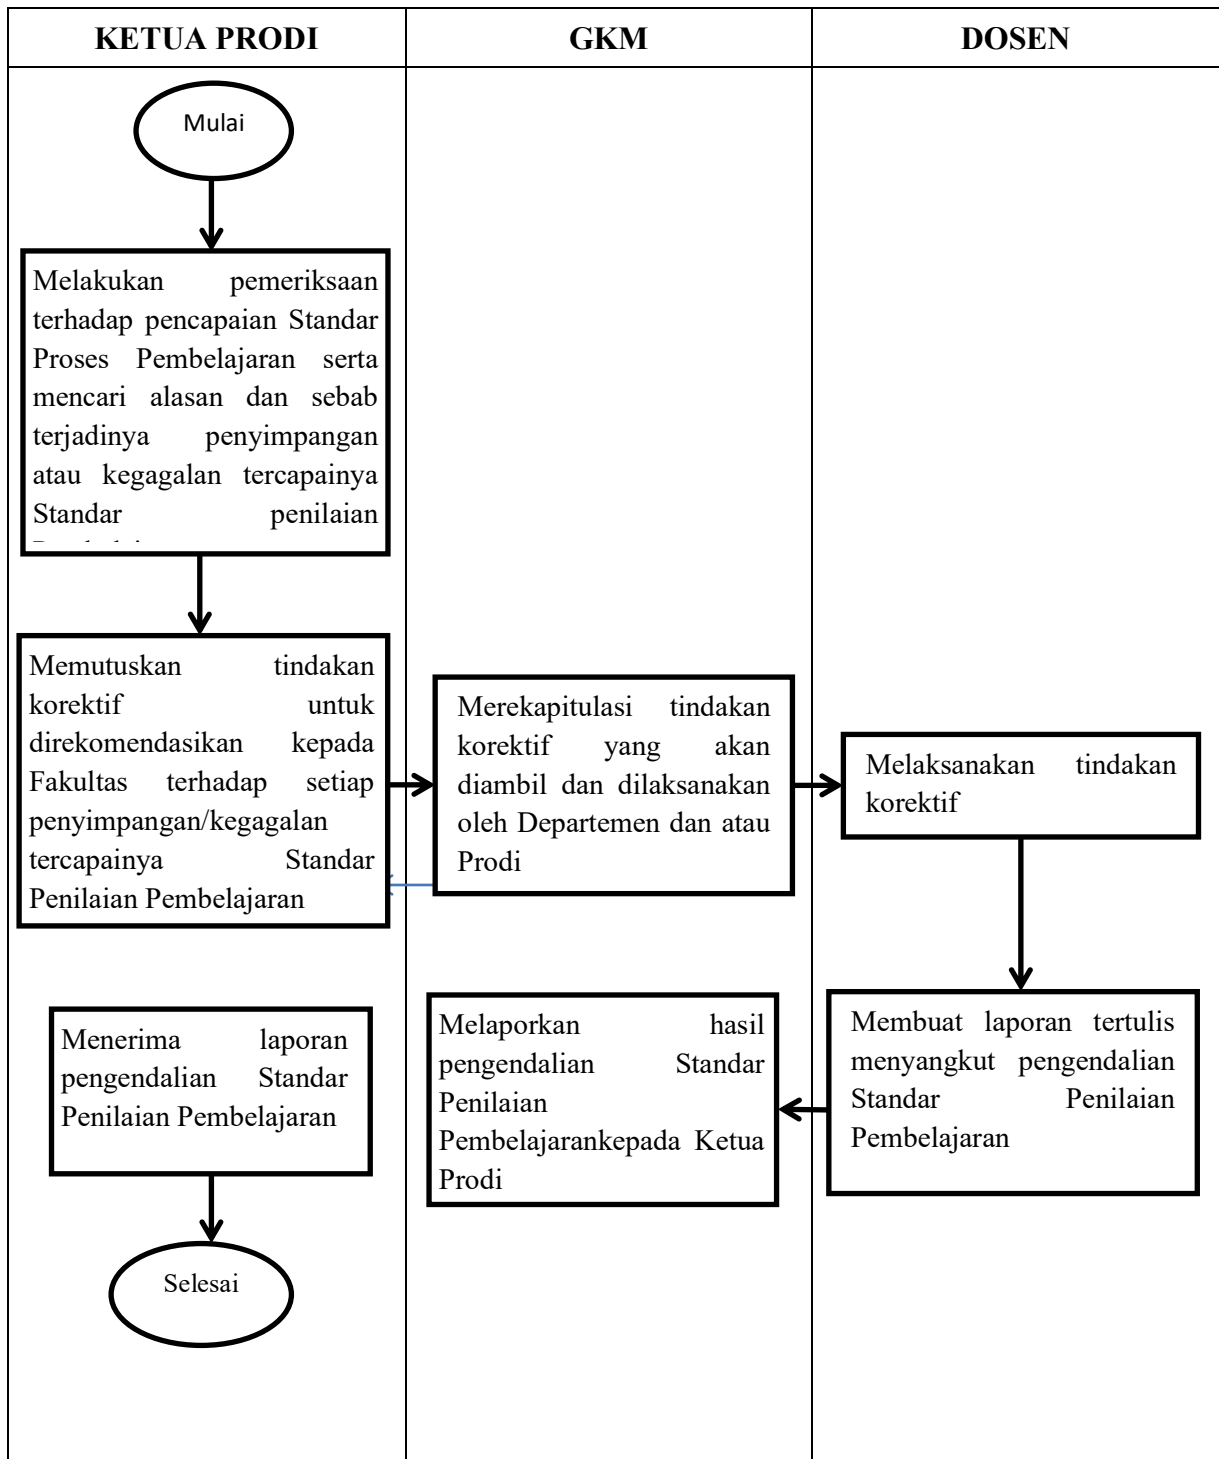 KETUA PRODI
GKM
DOSEN
Mulai
Melakukan pemeriksaan
terhadap pencapaian Standar
Proses Pembelajaran serta
mencari alasan dan sebab
terjadinya penyimpangan
atau kegagalan tercapainya
Standar penilaian
Memutuskan tindakan
korektif untuk
direkomendasikan kepada
Fakultas terhadap setiap
penyimpangan/kegagalan
tercapainya Standar
Penilaian Pembelajaran
Merekapitulasi tindakan
korektif yang akan
diambil dan dilaksanakan
oleh Departemen dan atau
Prodi
Melaksanakan tindakan
korektif
Membuat laporan tertulis
menyangkut pengendalian
Standar Penilaian
Pembelajaran
Melaporkan hasil
pengendalian Standar
Penilaian
Pembelajarankepada Ketua
Prodi
Menerima laporan
pengendalian Standar
Penilaian Pembelajaran
Selesai